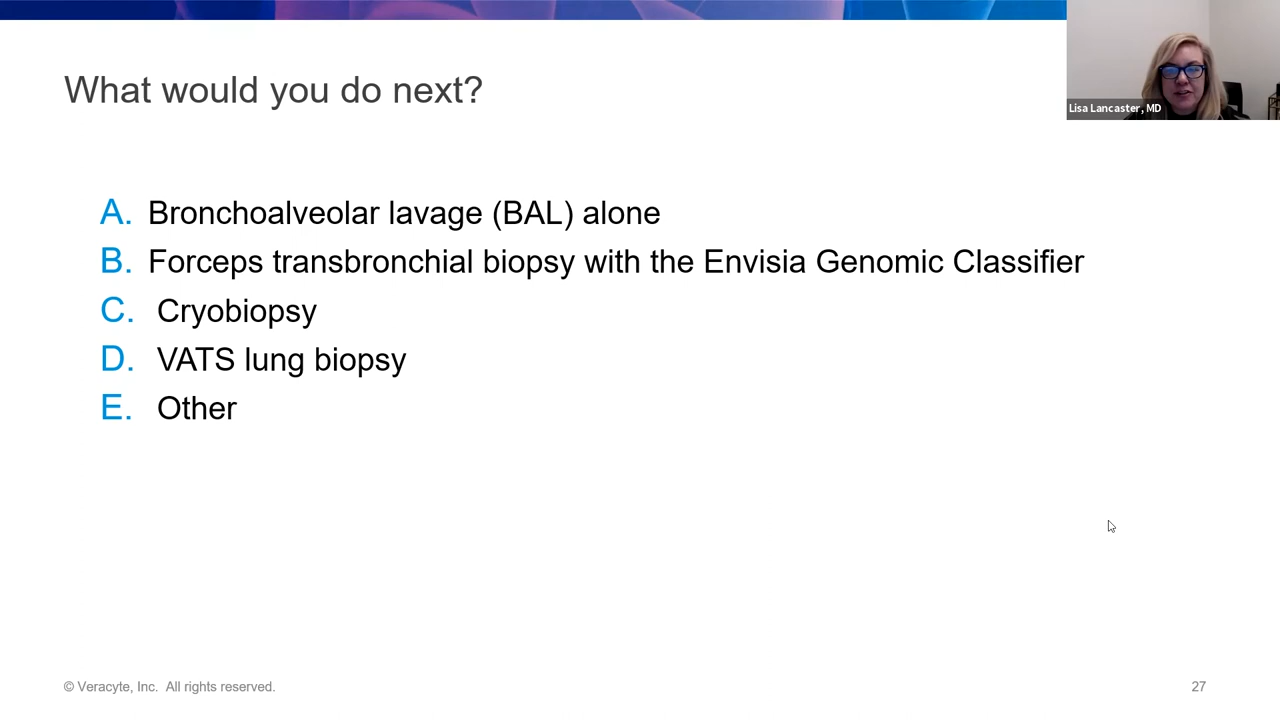 What would you do next?
Lisa Lancaster, MD
A. Bronchoalveolar lavage (BAL) alone
B. Forceps transbronchial biopsy with the Envisia Genomic Classifier
C. Cryobiopsy
D. VATS lung biopsy
E. Other
© Veracyte, Inc. All rights reserved.
27